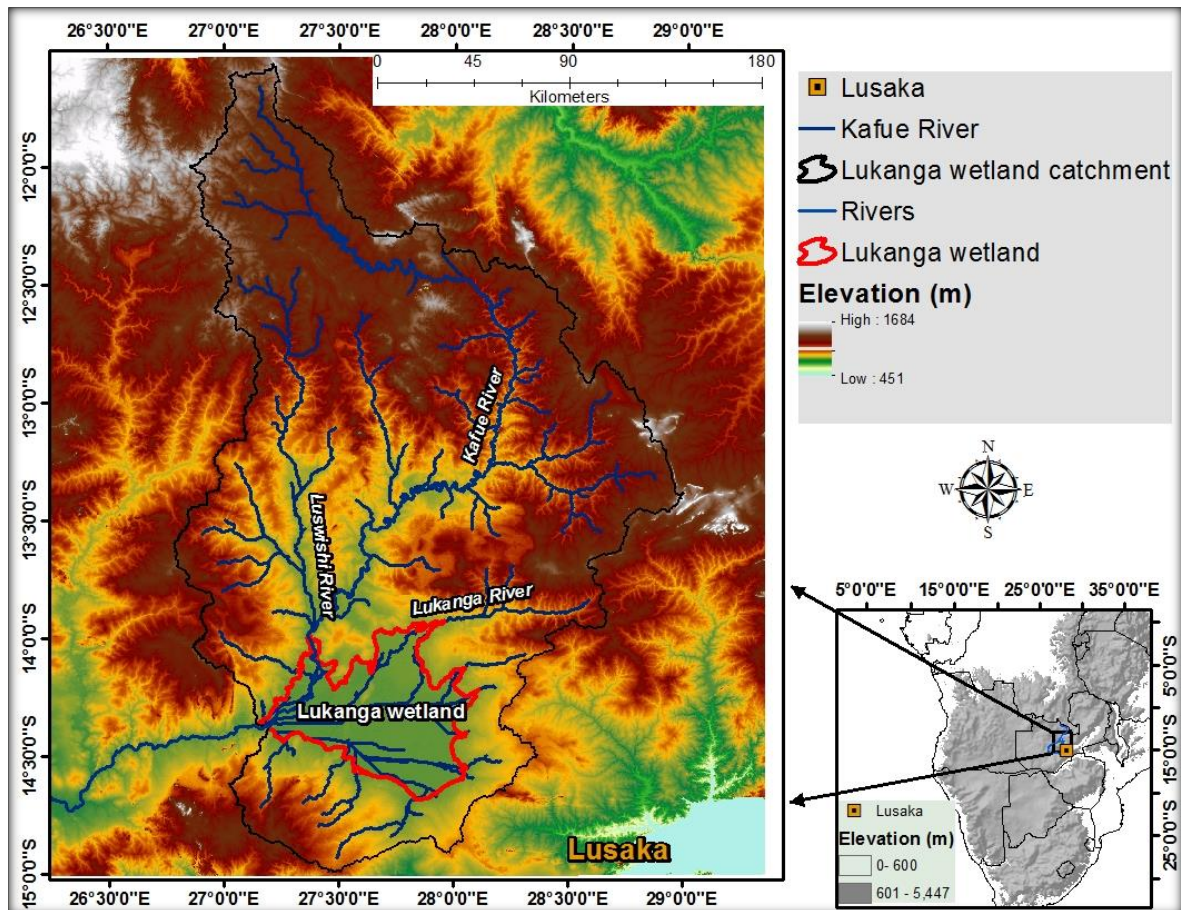 26°30'0"E 27°0'0"E 27°30'0"E 28°0'0"E 28°30'0"E 29°0'0"E
0 45 90 180
Kilometers
12°0'0"S
12°30'0"S
13°0'0"S
13°30'0"S
14°0'0"S
14°30'0"S
15°0'0"S
Kafue River
Luswishi River
Lukanga River
Lukanga wetland
Lusaka
26°30'0"E 27°0'0"E 27°30'0"E 28°0'0"E 28°30'0"E 29°0'0"E
Lusaka
Kafue River
Lukanga wetland catchment
Rivers
Lukanga wetland
Elevation (m)
High : 1684
Low : 451
N
W E
S
5°0'0"E 15°0'0"E 25°0'0"E 35°0'0"E
5°0'0"S
15°0'0"S
25°0'0"S
Lusaka
Elevation (m)
0- 600
601 - 5,447